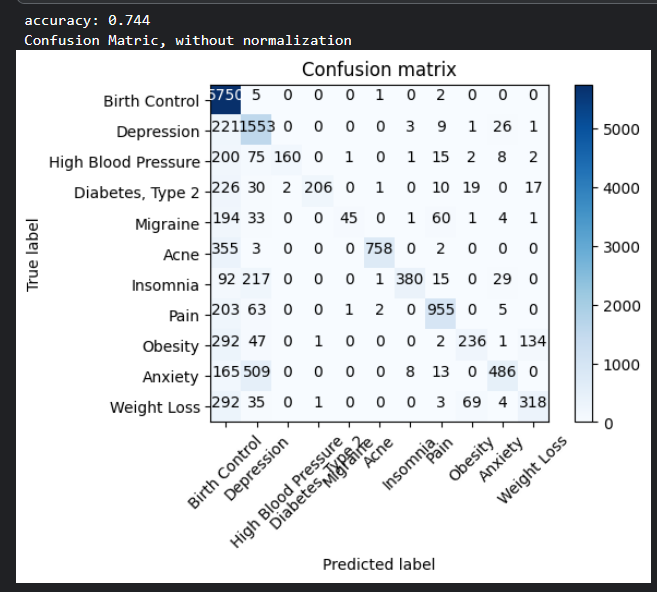 accuracy: 0.744
Confusion Matric, without normalization
Confusion matrix
Birth Control 5750 5 0 0 0 1 0 2 0 0 0
Depression 221 1553 0 0 0 0 3 9 1 26 1
High Blood Pressure 200 75 160 0 1 0 1 15 2 8 2
Diabetes, Type 2 226 30 2 206 0 1 0 10 19 0 17
Migraine 194 33 0 0 45 0 1 60 1 4 1
Acne 355 3 0 0 0 758 0 2 0 0 0
Insomnia 92 217 0 0 0 1 380 15 0 29 0
Pain 203 63 0 0 1 2 0 955 0 5 0
Obesity 292 47 0 1 0 0 0 2 236 1 134
Anxiety 165 509 0 0 0 0 8 13 0 486 0
Weight Loss 292 35 0 1 0 0 0 3 69 4 318
True label
Birth Control
Depression
High Blood Pressure
Diabetes, Type 2
Migraine
Acne
Insomnia
Pain
Obesity
Anxiety
Weight Loss
Predicted label
5000
4000
3000
2000
1000
0